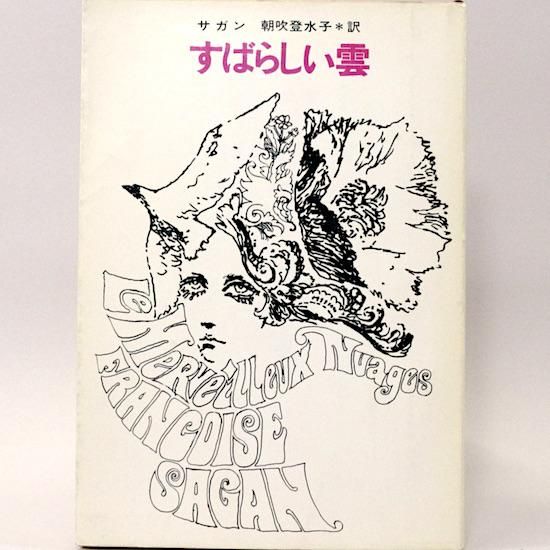 サガン 朝吹登水子*訳
すばらしい雲
le Merveilleux Nuages
FRANÇOISE
SAGAN